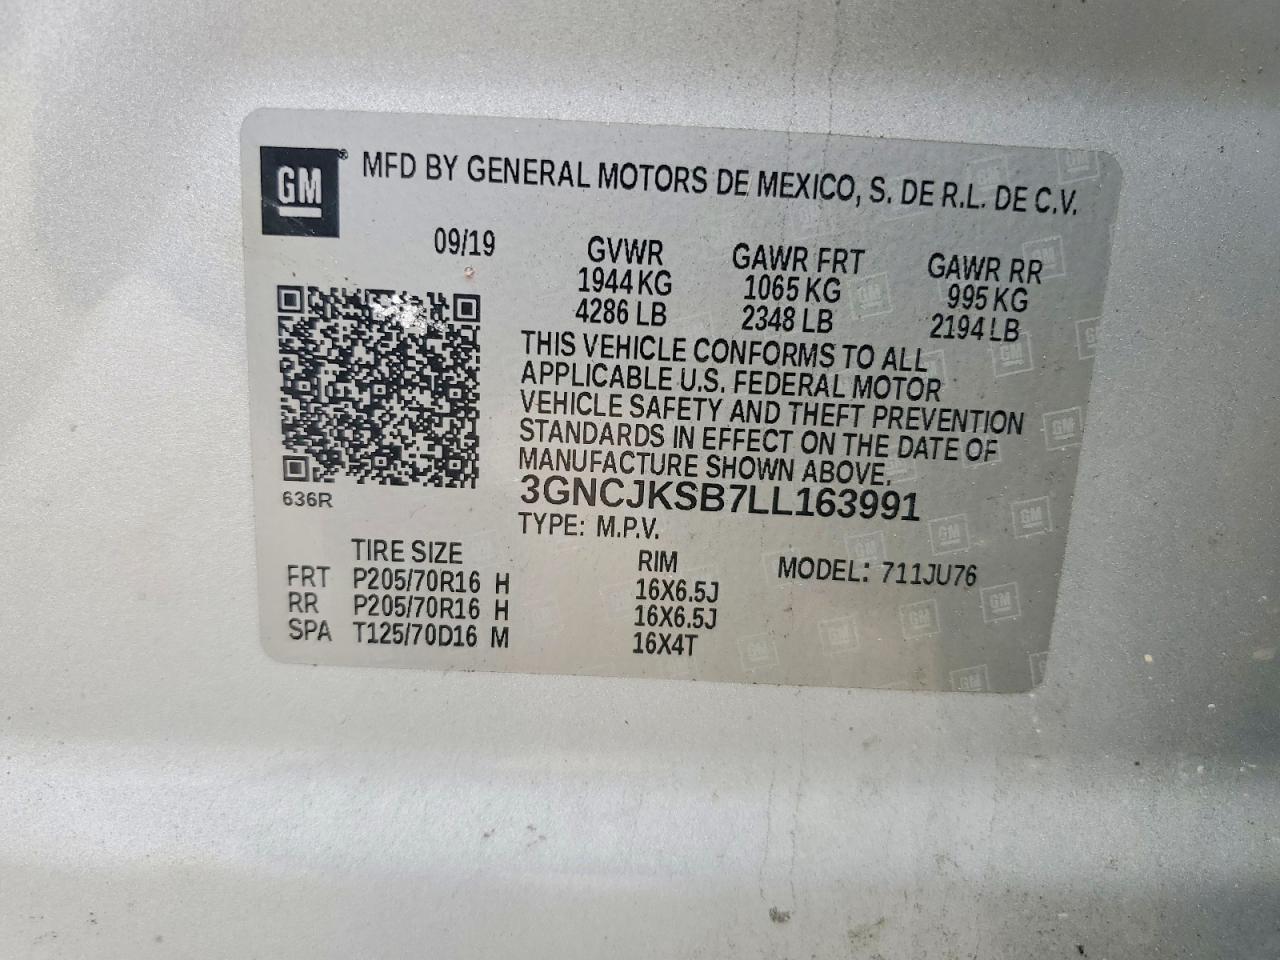 GM® MFD BY GENERAL MOTORS DE MEXICO, S. DE R.L. DE C.V.
09/19 GVWR GAWR FRT GAWR RR
1944 KG 1065 KG 995 KG
4286 LB 2348 LB 2194 LB
THIS VEHICLE CONFORMS TO ALL
APPLICABLE U.S. FEDERAL MOTOR
VEHICLE SAFETY AND THEFT PREVENTION
STANDARDS IN EFFECT ON THE DATE OF
MANUFACTURE SHOWN ABOVE.
636R 3GNCJKSB7LL163991
TYPE: M.P.V.
TIRE SIZE RIM MODEL: 711JU76
FRT P205/70R16 H 16X6.5J
RR P205/70R16 H 16X6.5J
SPA T125/70D16 M 16X4T